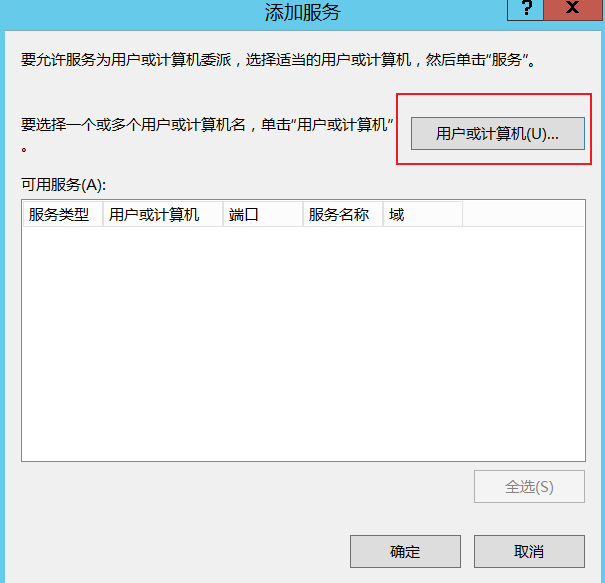 添加服务
?
X
要允许服务为用户或计算机委派，选择适当的用户或计算机，然后单击“服务”。
要选择一个或多个用户或计算机名，单击“用户或计算机”
。
用户或计算机(U)...
可用服务(A):
服务类型 用户或计算机 端口 服务名称 域
全选(S)
确定 取消